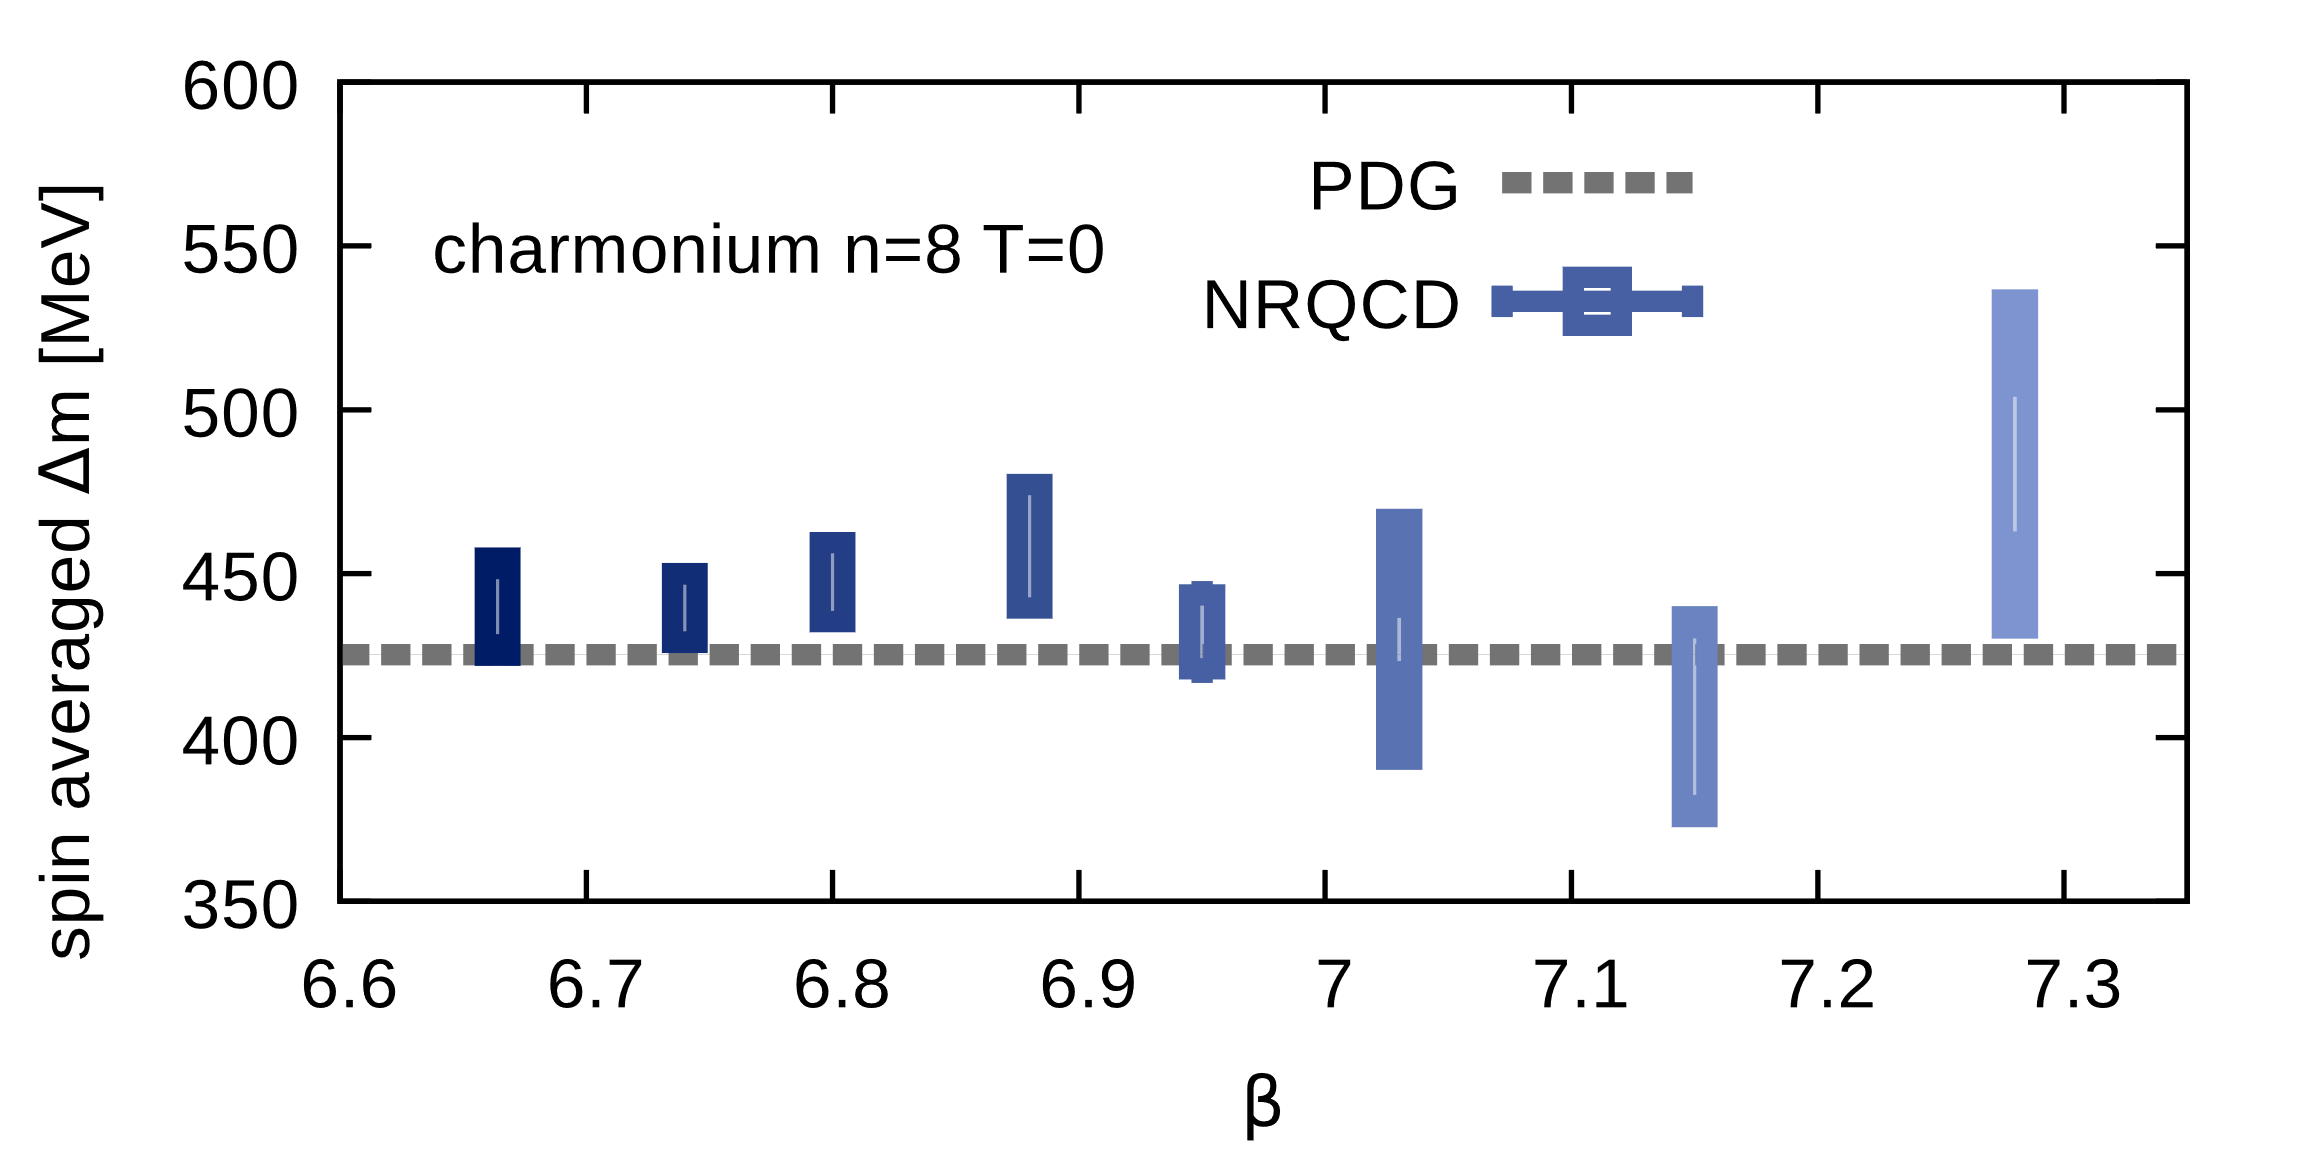 600
550
500
450
400
350
spin averaged Δm [MeV]
charmonium n=8 T=0
PDG
NRQCD
6.6 6.7 6.8 6.9 7 7.1 7.2 7.3
β